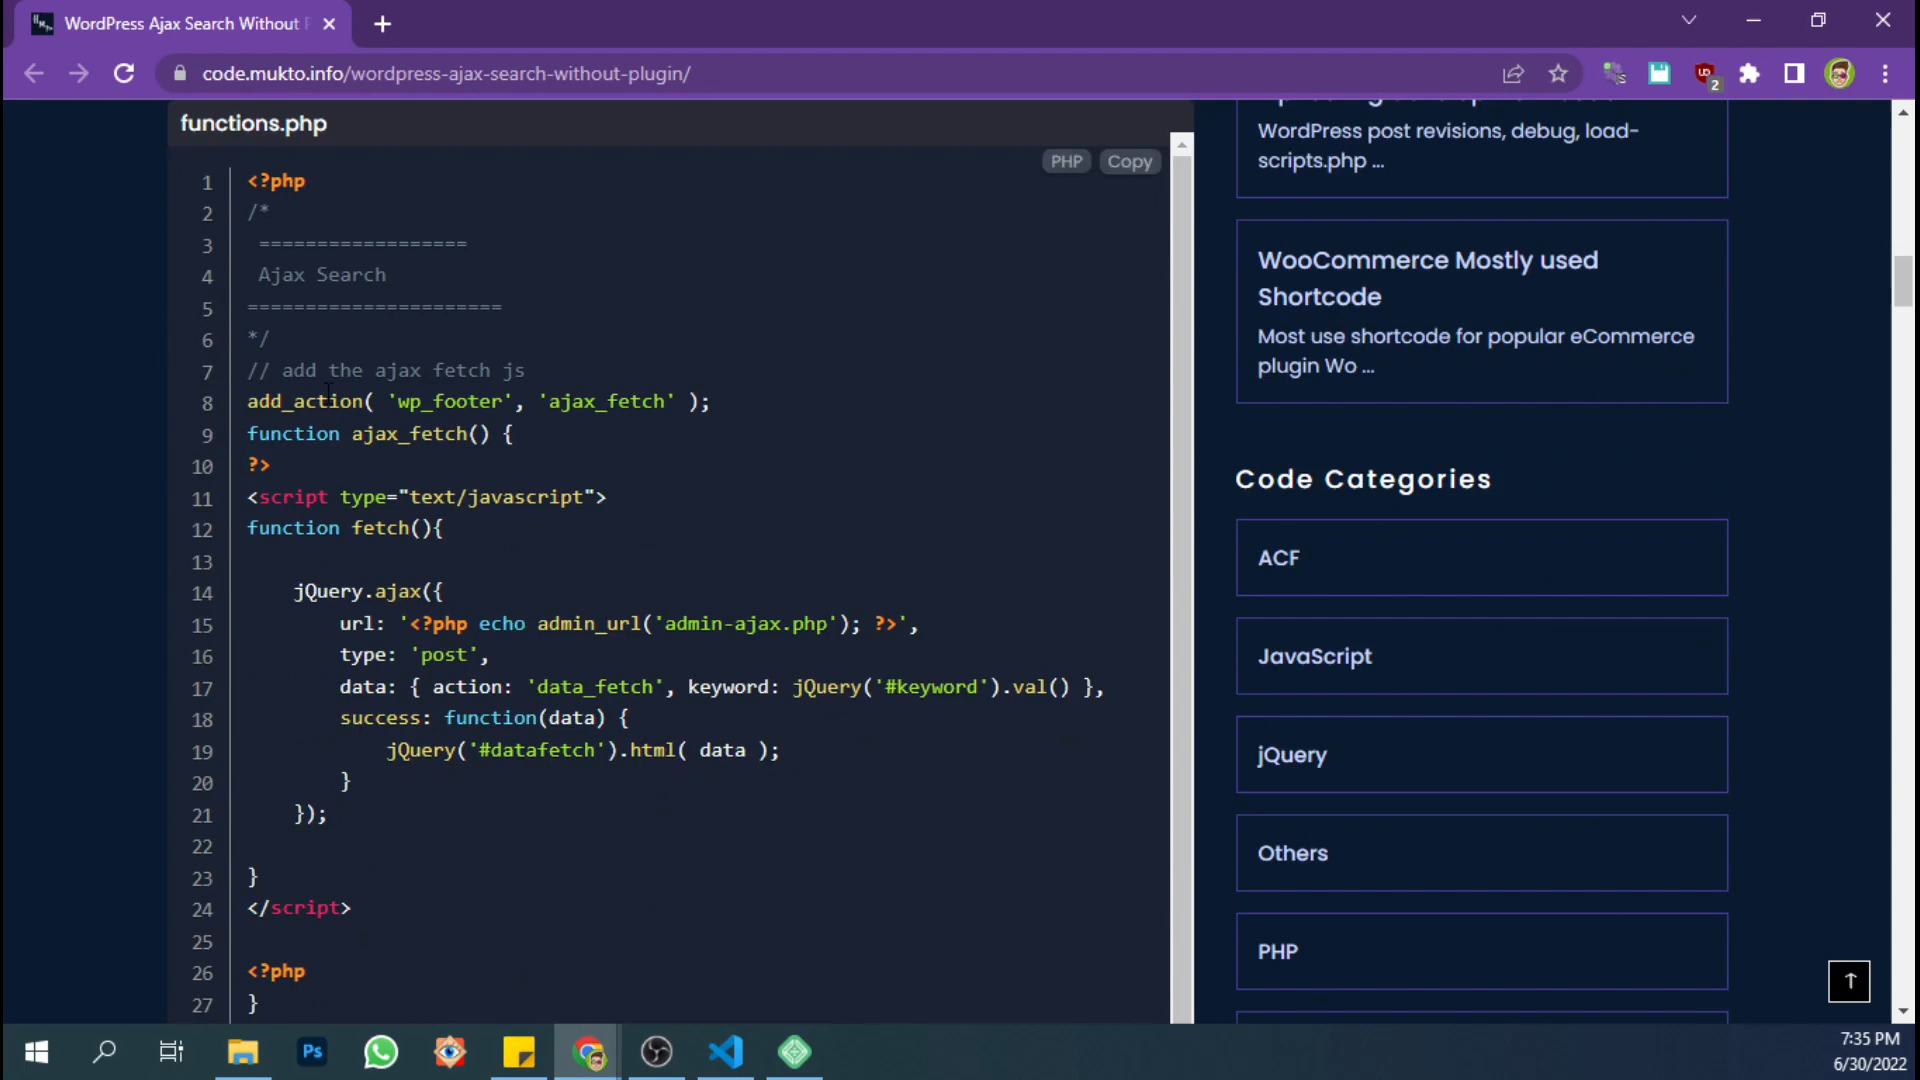 WordPress Ajax Search Without
code.mukto.info/wordpress-ajax-search-without-plugin/
2
functions.php
PHP Copy
1 <?php
2 /*
3 ==================
4 Ajax Search
5 ======================
6 */
7 // add the ajax fetch js
8 add_action( 'wp_footer', 'ajax_fetch' );
9 function ajax_fetch() {
10 ?>
11 <script type="text/javascript">
12 function fetch(){
13
14 jQuery.ajax({
15 url: '<?php echo admin_url('admin-ajax.php'); ?>',
16 type: 'post',
17 data: { action: 'data_fetch', keyword: jQuery('#keyword').val() },
18 success: function(data) {
19 jQuery('#datafetch').html( data );
20 }
21 });
22
23 }
24 </script>
25
26 <?php
27 }
WordPress post revisions, debug, load-
scripts.php ...
WooCommerce Mostly used
Shortcode
Most use shortcode for popular eCommerce
plugin Wo ...
Code Categories
ACF
JavaScript
jQuery
Others
PHP
Ps
7:35 PM
6/30/2022